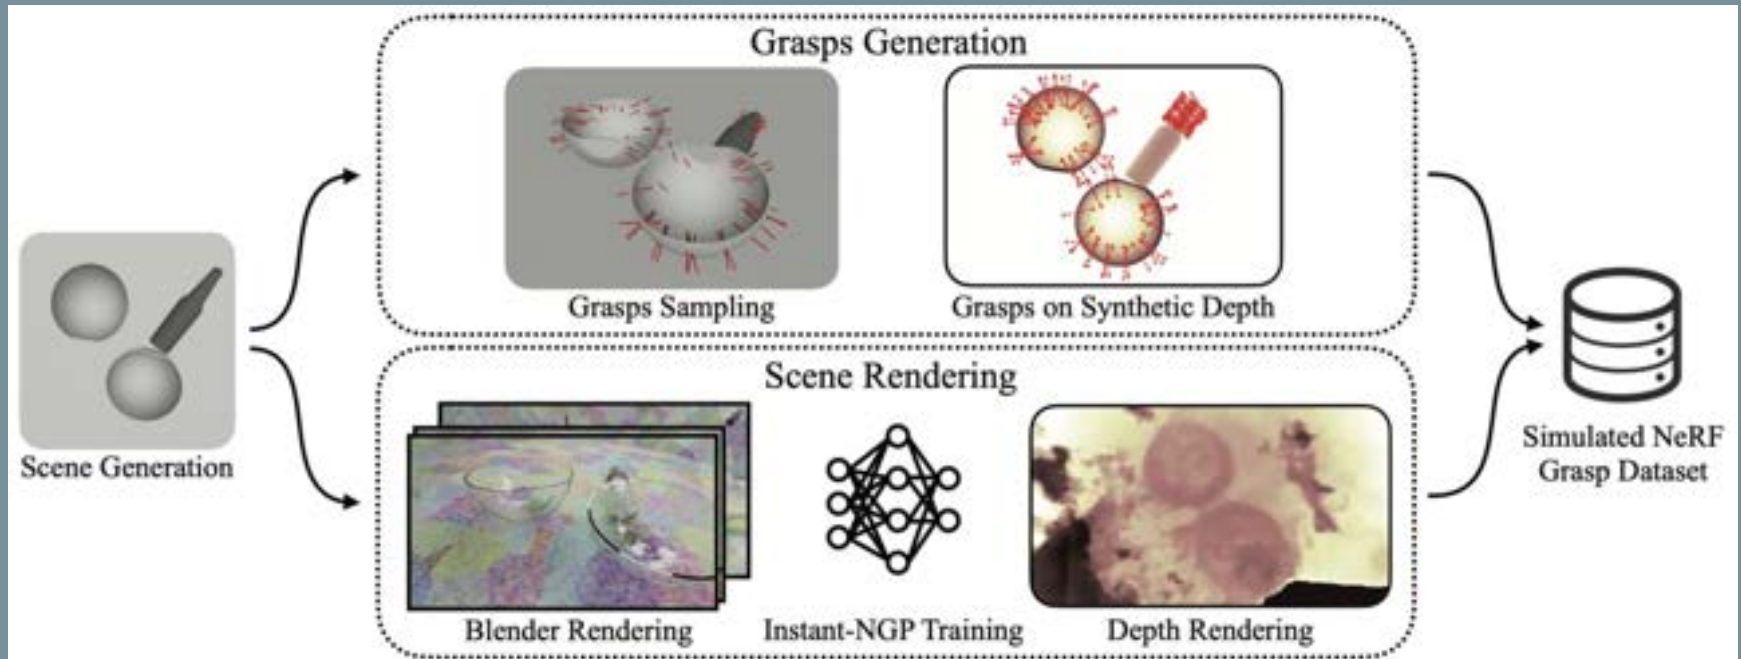 Grasps Generation
Grasps Sampling
Grasps on Synthetic Depth
Scene Generation
Scene Rendering
Blender Rendering
Instant-NGP Training
Depth Rendering
Simulated NeRF
Grasp Dataset